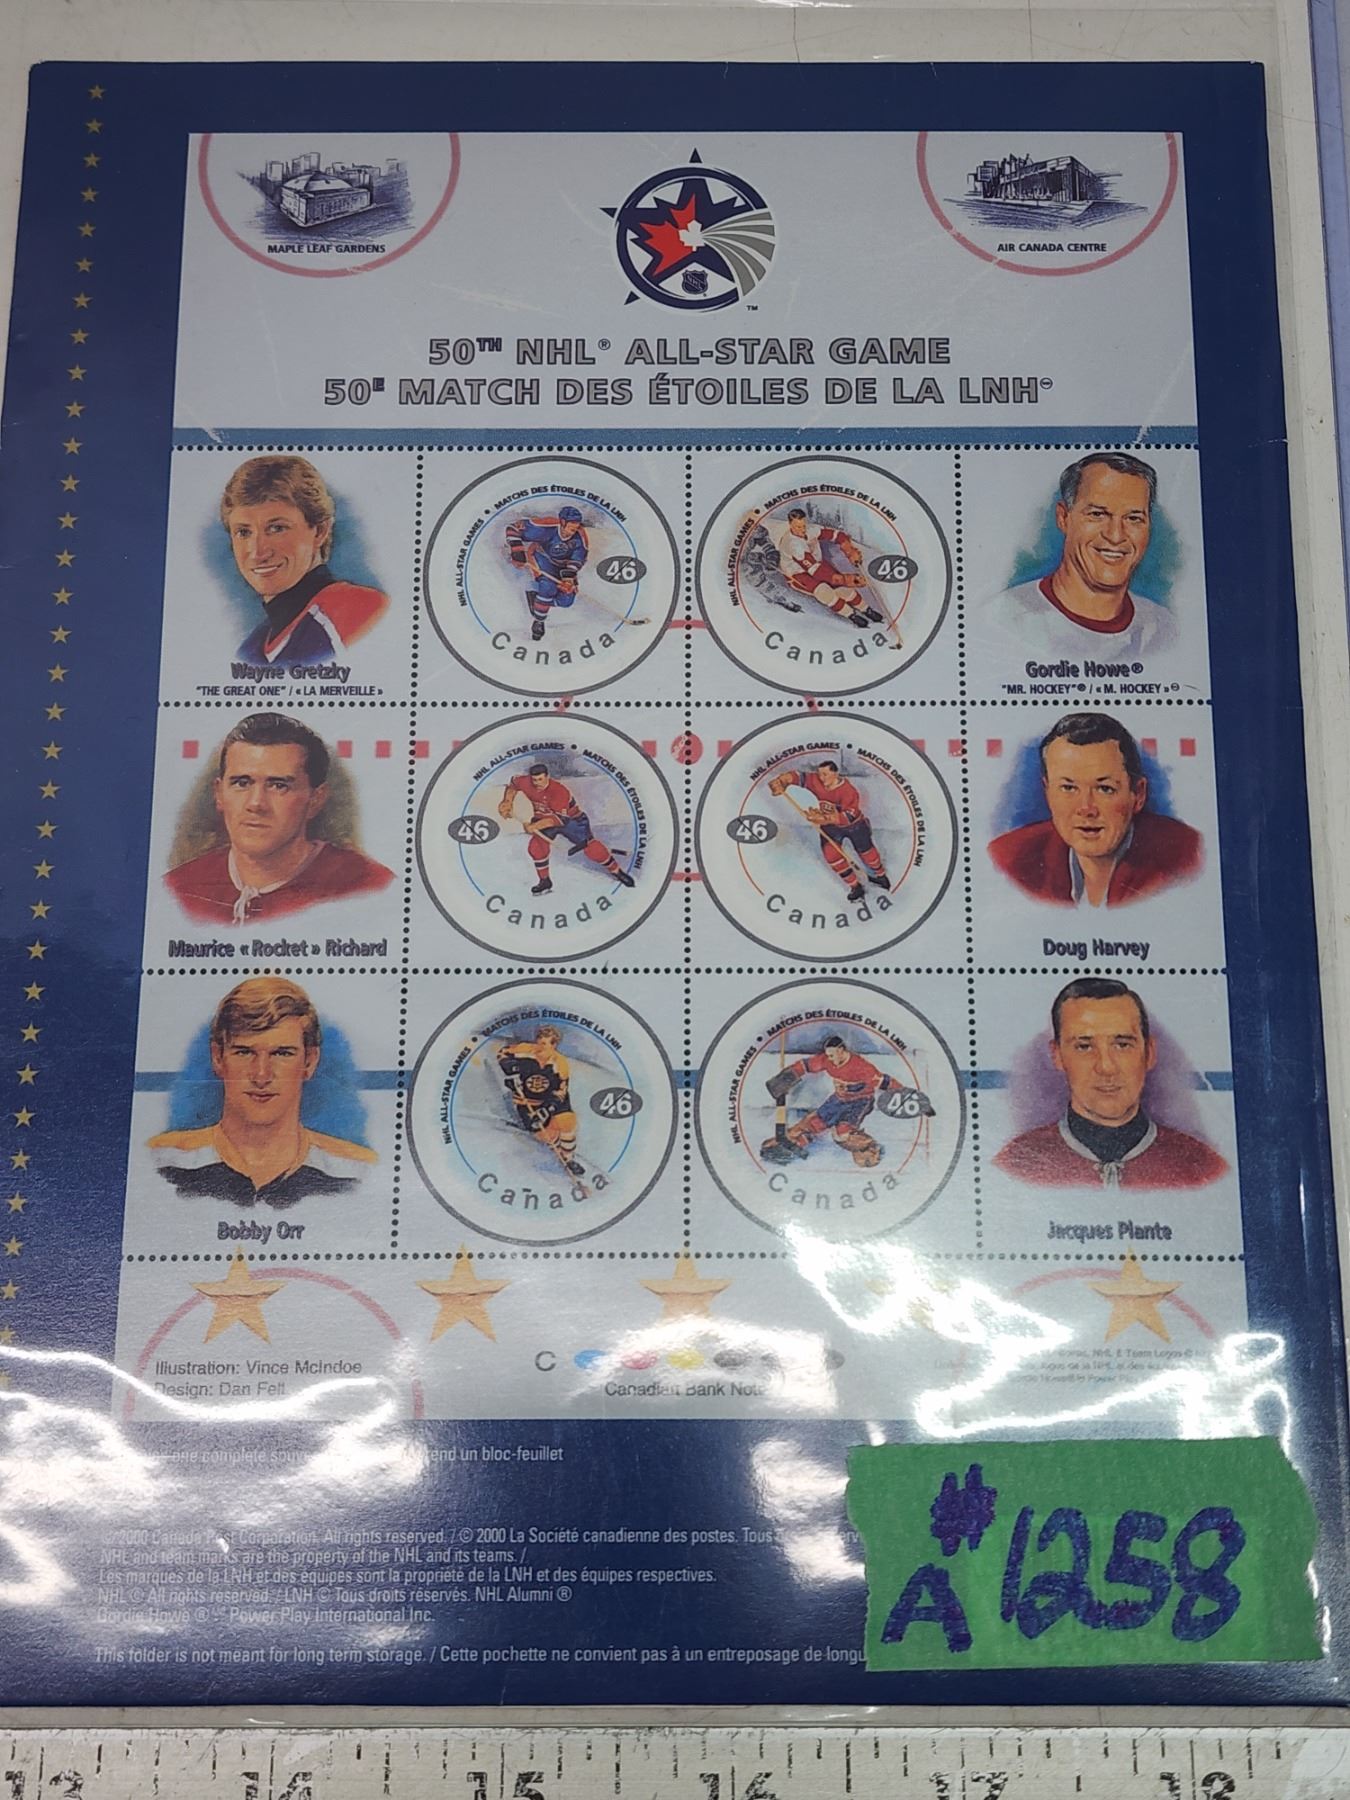 MAPLE LEAF GARDENS
AIR CANADA CENTRE
NHL
TM
50TH NHL® ALL-STAR GAME
50E MATCH DES ÉTOILES DE LA LNH
NHL ALL-STAR GAMES • MATCHS DES ÉTOILES DE LA LNH
46
Canada
NHL ALL-STAR GAMES • MATCHS DES ÉTOILES DE LA LNH
46
Canada
Wayne Gretzky
"THE GREAT ONE" / « LA MERVEILLE »
Gordie Howe®
"MR. HOCKEY"® / « M. HOCKEY »
NHL ALL-STAR GAMES • MATCHS DES ÉTOILES DE LA LNH
46
Canada
NHL ALL-STAR GAMES • MATCHS DES ÉTOILES DE LA LNH
46
Canada
Maurice « Rocket » Richard
Doug Harvey
NHL ALL-STAR GAMES • MATCHS DES ÉTOILES DE LA LNH
46
Canada
NHL ALL-STAR GAMES • MATCHS DES ÉTOILES DE LA LNH
46
Canada
Bobby Orr
Jacques Plante
Illustration: Vince McIndoe
Design: Dan Fell
C
Canadian Bank Note
one complete
un bloc-feuillet
© 2000 Canada Post Corporation. All rights reserved. / © 2000 La Société canadienne des postes. Tous
NHL and team marks are the property of the NHL and its teams. /
Les marques de la LNH et des équipes sont la propriété de la LNH et des équipes respectives.
NHL © All rights reserved. / LNH © Tous droits réservés. NHL Alumni ®
Gordie Howe ® Power Play International Inc.
This folder is not meant for long term storage. / Cette pochette ne convient pas à un entreposage de
# 1258
A
13 14 15 16 17 18